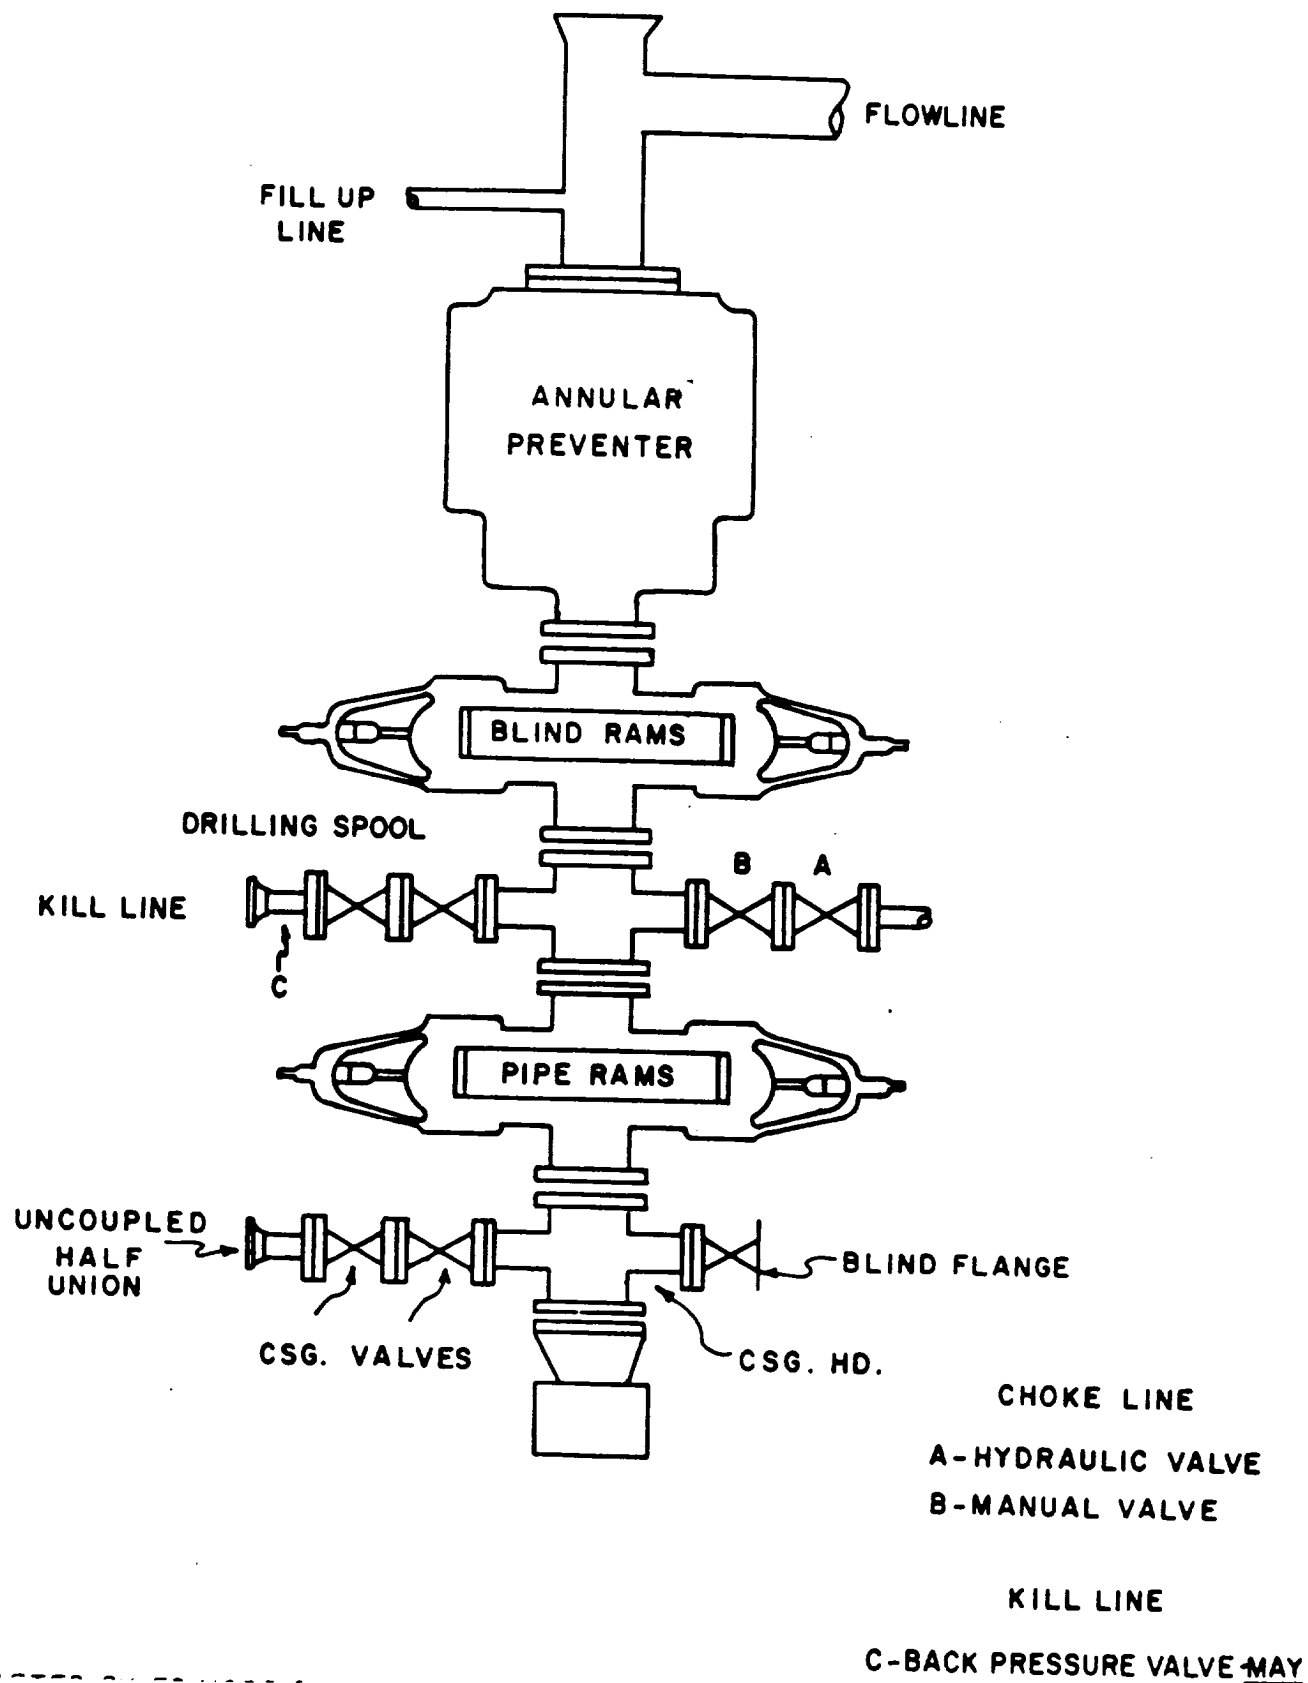 FLOWLINE
FILL UP
LINE
ANNULAR
PREVENTER
BLIND RAMS
DRILLING SPOOL
B
A
KILL LINE
C
PIPE RAMS
UNCOUPLED
HALF
UNION
BLIND FLANGE
CSG. VALVES
CSG. HD.
CHOKE LINE
A-HYDRAULIC VALVE
B-MANUAL VALVE
KILL LINE
C-BACK PRESSURE VALVE-MAY